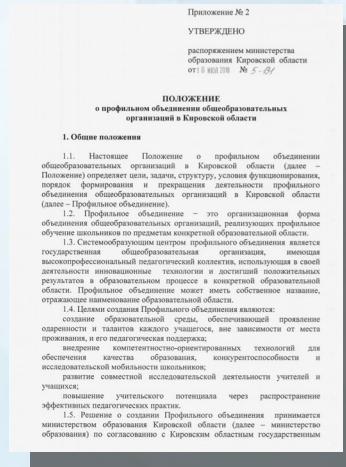 Приложение № 2
УТВЕРЖДЕНО
распоряжением министерства
образования Кировской области
от 18 июля 2018 № 5-81
ПОЛОЖЕНИЕ
о профильном объединении общеобразовательных
организаций в Кировской области
1. Общие положения
1.1. Настоящее Положение о профильном объединении
общеобразовательных организаций в Кировской области (далее –
Положение) определяет цели, задачи, структуру, условия функционирования,
порядок формирования и прекращения деятельности профильного
объединения общеобразовательных организаций в Кировской области
(далее – Профильное объединение).
1.2. Профильное объединение – это организационная форма
объединения общеобразовательных организаций, реализующих профильное
обучение школьников по предметам конкретной образовательной области.
1.3. Системообразующим центром профильного объединения является
государственная общеобразовательная организация, имеющая
высокопрофессиональный педагогический коллектив, использующая в своей
деятельности инновационные технологии и достигший положительных
результатов в образовательном процессе в конкретной образовательной
области. Профильное объединение может иметь собственное название,
отражающее наименование образовательной области.
1.4. Целями создания Профильного объединения являются:
создание образовательной среды, обеспечивающей проявление
одаренности и талантов каждого учащегося, вне зависимости от места
проживания, и его педагогическая поддержка;
внедрение компетентностно-ориентированных технологий для
обеспечения качества образования, конкурентоспособности и
исследовательской мобильности школьников;
развитие совместной исследовательской деятельности учителей и
учащихся;
повышение учительского потенциала через распространение
эффективных педагогических практик.
1.5. Решение о создании Профильного объединения принимается
министерством образования Кировской области (далее – министерство
образования) по согласованию с Кировским областным государственным